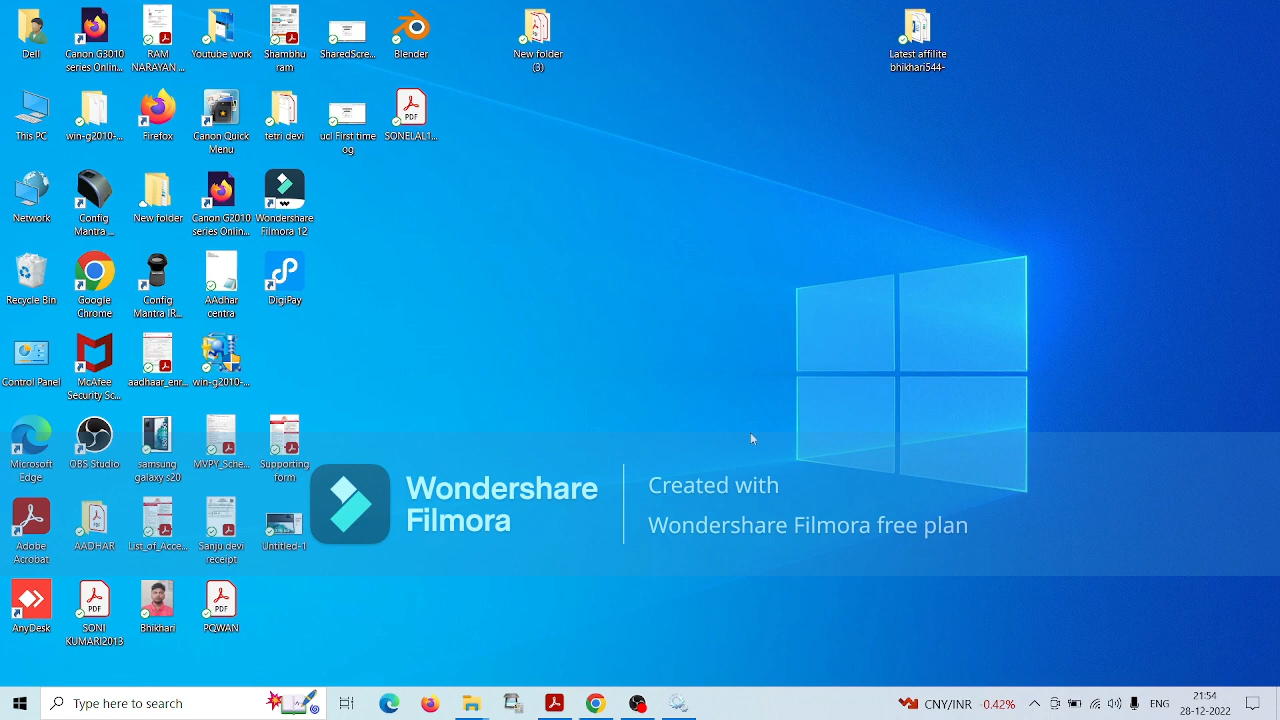 Dell
Canon G3010
series Onlin...
RAM
NARAYAN ...
Youtube work
Shambhu
ram
SharedScre...
Blender
New folder
(3)
Latest affilite
bhikhari544-
This PC
win-g2010-...
Firefox
Canon Quick
Menu
tetri devi
ucl First time
og
PDF
SONELAL1...
Network
Config
Mantra ...
New folder
Canon G2010
series Onlin...
Wondershare
Filmora 12
Recycle Bin
Google
Chrome
Config
Mantra IR...
AAdhar
centra
DigiPay
Control Panel
McAfee
Security Sc...
aadhaar_enr...
win-g2010-...
Microsoft
Edge
OBS Studio
samsung
galaxy s20
MVPY_Sche...
Supporting
form
Wondershare
Filmora
Created with
Wondershare Filmora free plan
Adobe
Acrobat
AADHAR
List_of_Acce...
Sanju devi
receipt
Untitled-1
AnyDesk
PDF
SONI
KUMARI2013
Bhikhari
PDF
PQWAN
Type here to search
CNY/INR
ENG
21:54
28-12-2022